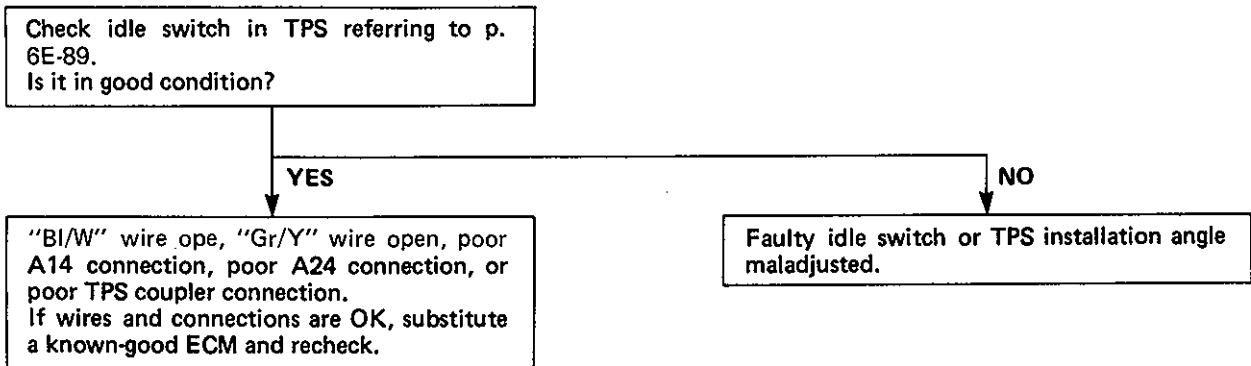 Check idle switch in TPS referring to p.
6E-89.
Is it in good condition?
YES
NO
"Bl/W" wire ope, "Gr/Y" wire open, poor
A14 connection, poor A24 connection, or
poor TPS coupler connection.
If wires and connections are OK, substitute
a known-good ECM and recheck.
Faulty idle switch or TPS installation angle
maladjusted.